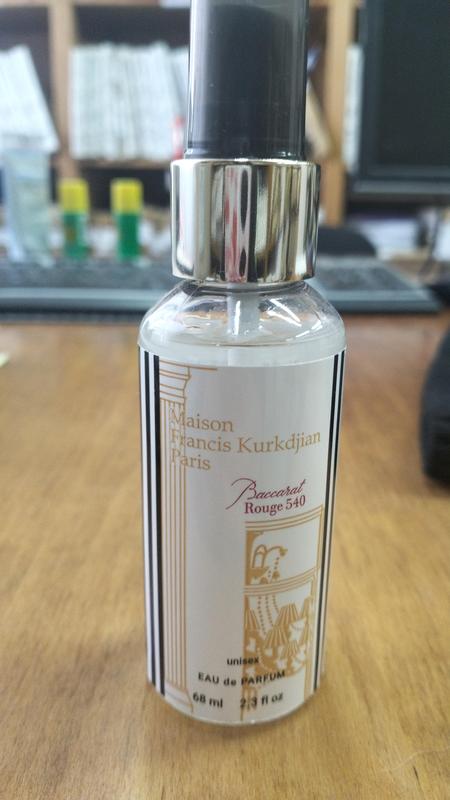 Maison
Francis Kurkdjian
Paris
Baccarat
Rouge 540
unisex
EAU de PARFUM
68 ml 2,3 fl oz